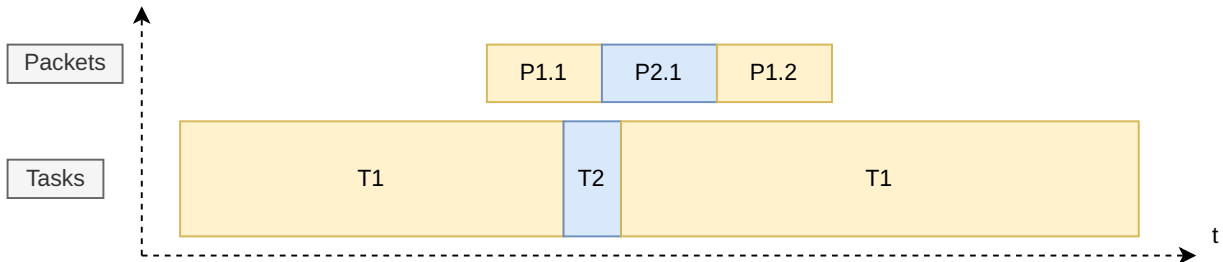 Packets
P1.1
P2.1
P1.2
Tasks
T1
T2
T1
t